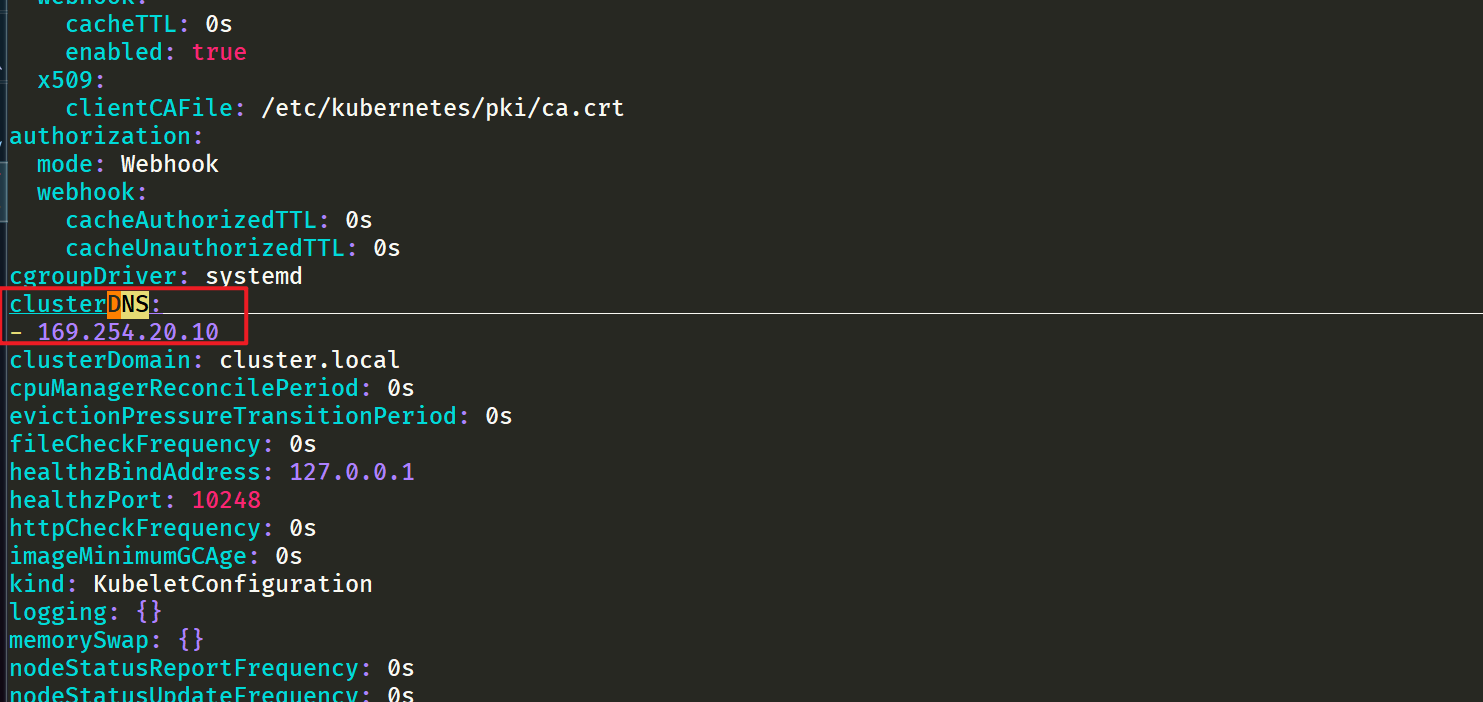 webhook:
cacheTTL: 0s
enabled: true
x509:
clientCAFile: /etc/kubernetes/pki/ca.crt
authorization:
mode: Webhook
webhook:
cacheAuthorizedTTL: 0s
cacheUnauthorizedTTL: 0s
cgroupDriver: systemd
clusterDNS:
- 169.254.20.10
clusterDomain: cluster.local
cpuManagerReconcilePeriod: 0s
evictionPressureTransitionPeriod: 0s
fileCheckFrequency: 0s
healthzBindAddress: 127.0.0.1
healthzPort: 10248
httpCheckFrequency: 0s
imageMinimumGCAge: 0s
kind: KubeletConfiguration
logging: {}
memorySwap: {}
nodeStatusReportFrequency: 0s
nodeStatusUpdateFrequency: 0s